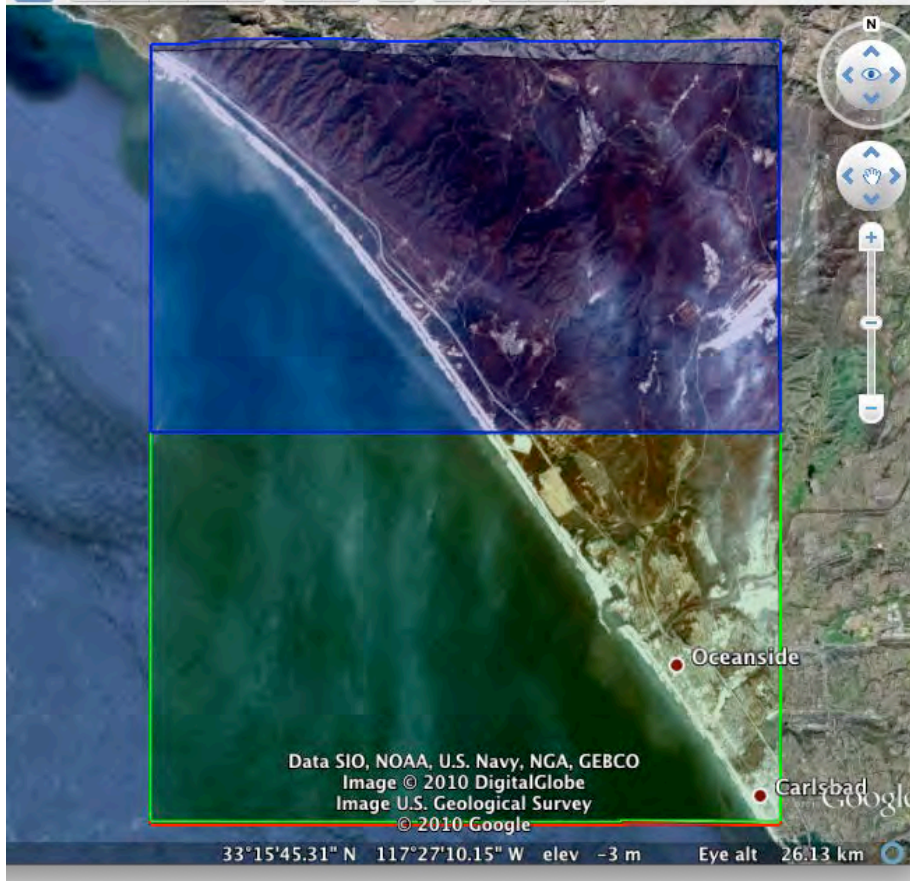 N
Oceanside
Carlsbad
Google
Data SIO, NOAA, U.S. Navy, NGA, GEBCO
Image © 2010 DigitalGlobe
Image U.S. Geological Survey
© 2010 Google
33°15'45.31" N 117°27'10.15" W elev -3 m Eye alt 26.13 km